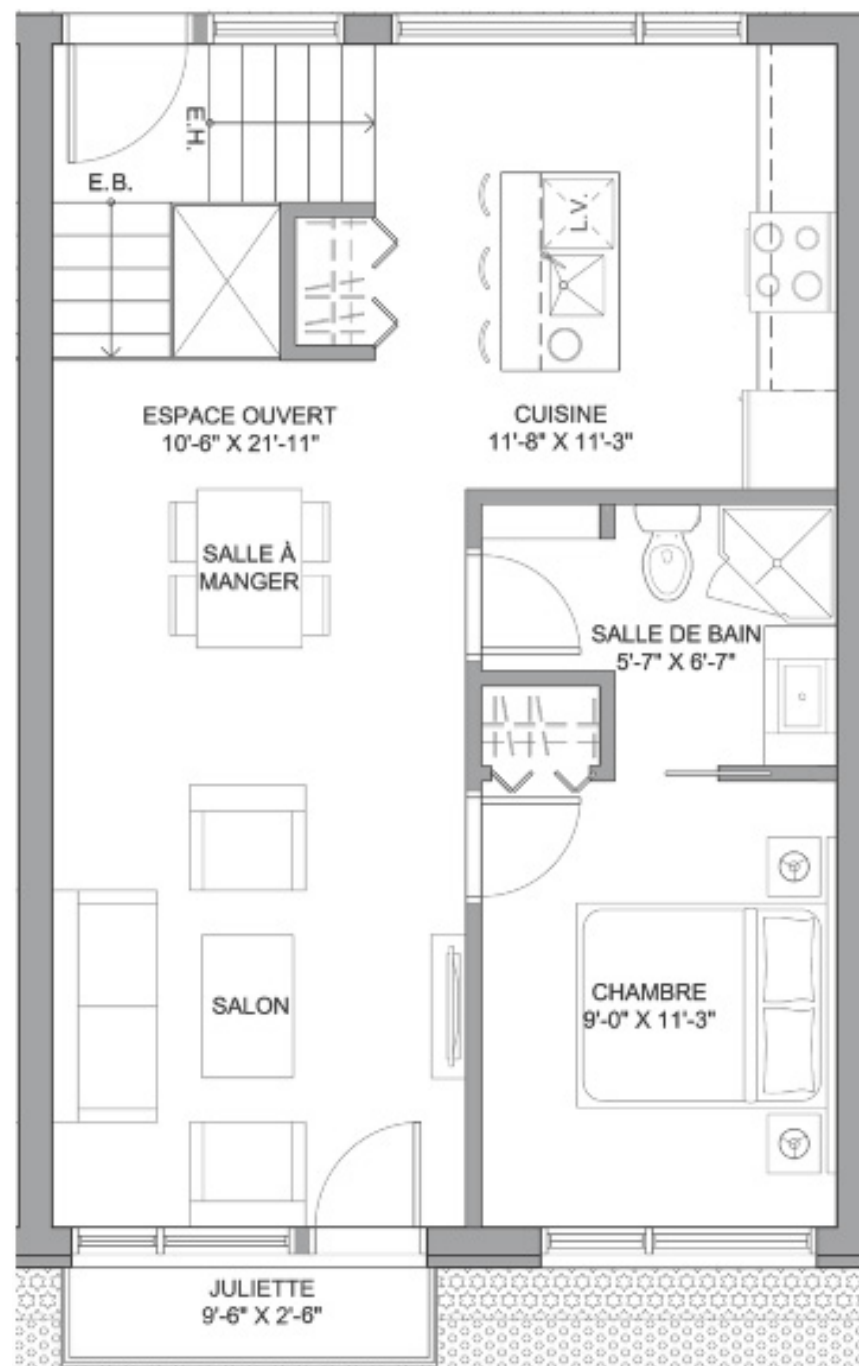 E.H.
E.B.
L.V.
ESPACE OUVERT
10'-6" X 21'-11"
CUISINE
11'-8" X 11'-3"
SALLE À
MANGER
SALLE DE BAIN
5'-7" X 6'-7"
SALON
CHAMBRE
9'-0" X 11'-3"
JULIETTE
9'-6" X 2'-6"